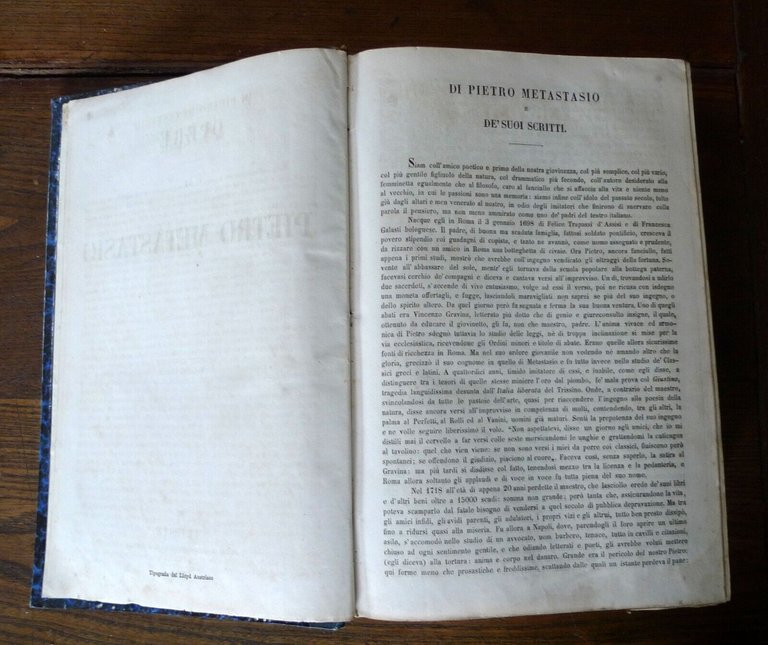 Tipografia del Lloyd Austriaco
DI PIETRO METASTASIO
E
DE' SUOI SCRITTI.
Siam coll'amico poetico e primo della nostra giovinezza, col più semplice, col più vario,
col più gentile figliuolo della natura, col drammatico più fecondo, coll'autore desiderato alla
femminetta egualmente che al filosofo, caro al fanciullo che si affaccia alla vita e niente meno
al vecchio, in cui le passioni sono una memoria: siamo coll'idolo del passato secolo, tutto
giù dagli altari e men venerato al nostro, in odio degli imitatori che finirono di snervare colla
parola il pensiero, ma non meno ammirato come uno de' padri del teatro italiano.
Nacque egli in Roma il 3 gennaio 1698 di Felice Trapassi d'Assisi e di Francesca
Galasti bolognese. Il padre, di buona ma scaduta famiglia, fattosi soldato pontificio, cresceva il
povero stipendio coi guadagni di copista, e tanto ne avanzò, come uomo assegnato e prudente,
da rizzare con un amico in Roma una botteghetta di civaie. Ora Pietro, ancora fanciullo, fatti
appena i primi studi, mostrò che avrebbe coll'ingegno vendicato gli oltraggi della fortuna. So-
vente all'abbassare del sole, mentr'egli tornava della scuola popolare alla bottega paterna,
facevasi cerchio de' compagni e diceva e cantava versi all'improvviso. Un dì, trovandosi a udirlo
due sacerdoti, s'accende di vivo entusiasmo, volge ad essi il verso, poi ne ricusa con isdegno
una moneta offertagli, e fugge, lasciandoli maravigliati non saprei se più del suo ingegno, o
dello spirito altero. Da quel giorno però fu segnata e ferma la sua buona ventura. Uno di quegli
abati era Vincenzo Gravina, letterato più dotto che di genio e giureconsulto insigne, il quale,
ottenuto da educare il giovinetto, gli fu, non che maestro, padre. L'anima vivace ed armo-
nica di Pietro sdegnò tuttavia lo studio delle leggi, nè di troppa inclinazione si mise per la
via ecclesiastica, ricevendovi gli Ordini minori e titolo di abate. Erano quelle allora sicurissime
fonti di ricchezza in Roma. Ma nel suo ardore giovanile non vedendo nè amando altro che la
gloria, grecizzò il suo cognome in quello di Metastasio e fu tutto invece nello studio de' Clas-
sici greci e latini. A quattordici anni, timido imitatore di essi, e inabile, come egli disse, a
distinguere tra i tesori di quelle stesse miniere l'oro dal piombo, fe' mala prova col Giustino,
tragedia languidissima desunta dall'Italia liberata del Trissino. Onde, a contrario del maestro,
svincolandosi da tutte le pastoie dell'arte, quasi per riaccendere l'ingegno alla poesia della
natura, disse ancora versi all'improvviso in competenza di molti, contendendo, tra gli altri, la
palma al Perfetti, al Rolli ed al Vanini, uomini già maturi. Sentì la prepotenza del suo ingegno
e ne volle seguire liberissimo il volo. "Non aspettatevi, disse un giorno agli amici, che io mi
distilli mai il cervello a far versi colle seste morsicandomi le unghie e grattandomi la cuticagna
al tavolino: quel che vien viene: se non sono versi i miei da porre coi classici, fluiscono però
spontanei; se offendono il giudizio, piaciono al cuore„. Faceva così, senza saperlo, la satira al
Gravina: ma più tardi si disdisse col fatto, tenendosi mezzo tra la licenza e la pedanteria, e
Roma allora soltanto gli applaudì e di voce in voce fu tutta piena del suo nome.
Nel 1718 all'età di appena 20 anni perdette il maestro, che lasciollo erede de' suoi libri
e d'altri beni oltre a 15000 scudi: somma non grande; però tanta che, assicurandone la vita,
poteva scamparlo dal fatale bisogno di vendersi a quel secolo di pubblica depravazione. Ma tra
gli amici infidi, gli avidi parenti, gli adulatori, i propri vizi e gli altrui, tutto ben presto dissipò,
fino a ridursi quasi alla miseria. Fu allora a Napoli, dove, parendogli il foro aprire un ultimo
asilo, s'accomodò nello studio di un avvocato, uom burbero, tenace, tutto in cavilli e citazioni,
chiuso ad ogni sentimento gentile, e che odiando letterati e poeti, gli avrebbe voluti mettere
(egli diceva) alla tortura: anima e corpo nel danaro. Grande era il pericolo del nostro Pietro;
qui forme meno che prosastiche e freddissime, scattando dalle quali un istante perdeva il pane: